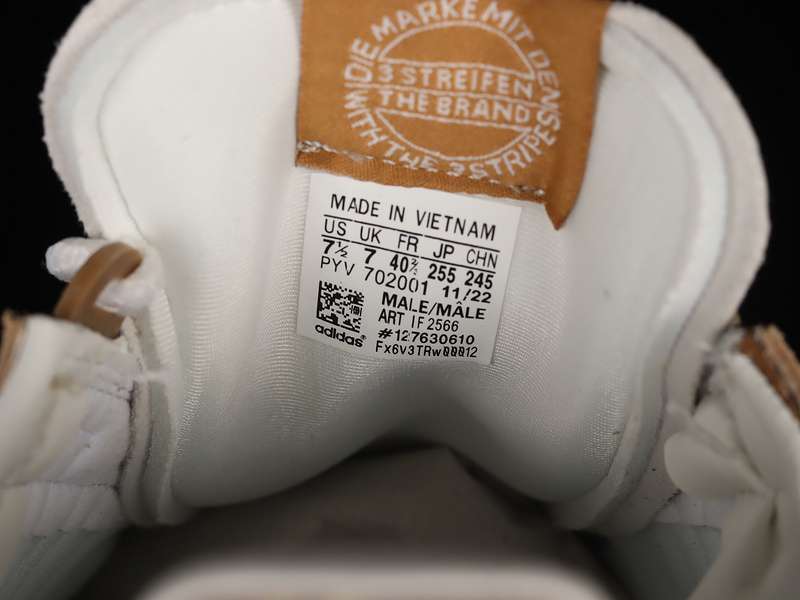 DIE MARKE MIT DEN
3 STREIFEN
THE BRAND
WITH THE 3 STRIPES
MADE IN VIETNAM
US UK FR JP CHN
7½ 7 40⅔ 255 245
PYV 702001 11/22
MALE/MÂLE
ART IF2566
#127630610
adidas®
Fx6V3TRw00012